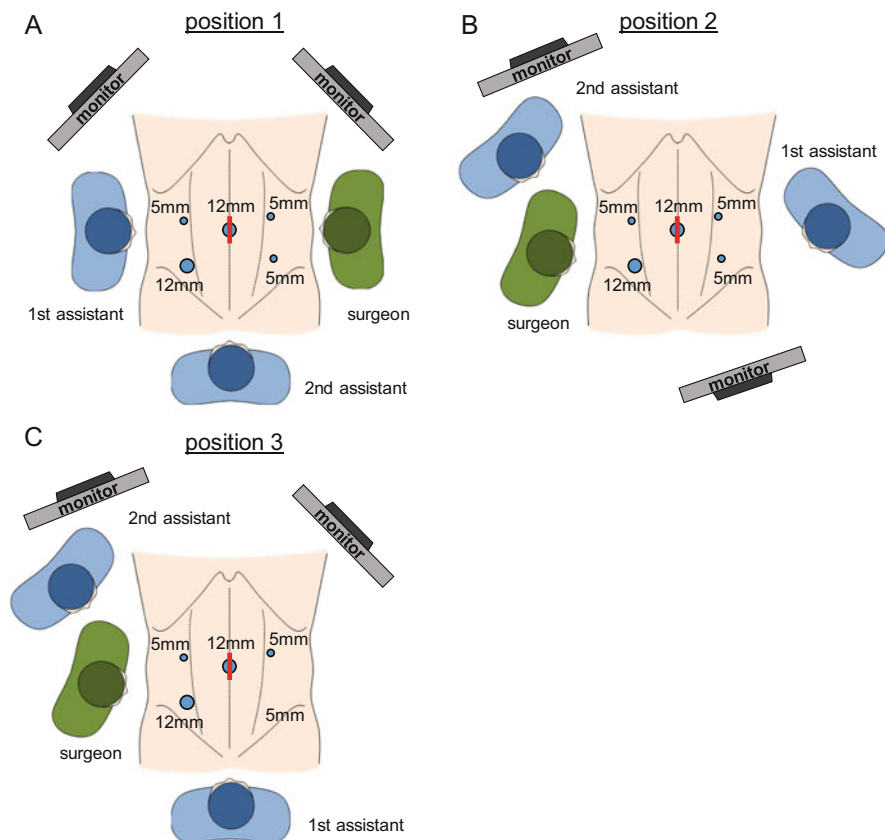 A
position 1
monitor
monitor
5mm
12mm
5mm
12mm
5mm
1st assistant
surgeon
2nd assistant
B
position 2
monitor
2nd assistant
1st assistant
5mm
12mm
5mm
12mm
5mm
surgeon
monitor
C
position 3
monitor
2nd assistant
monitor
5mm
12mm
5mm
12mm
5mm
surgeon
1st assistant